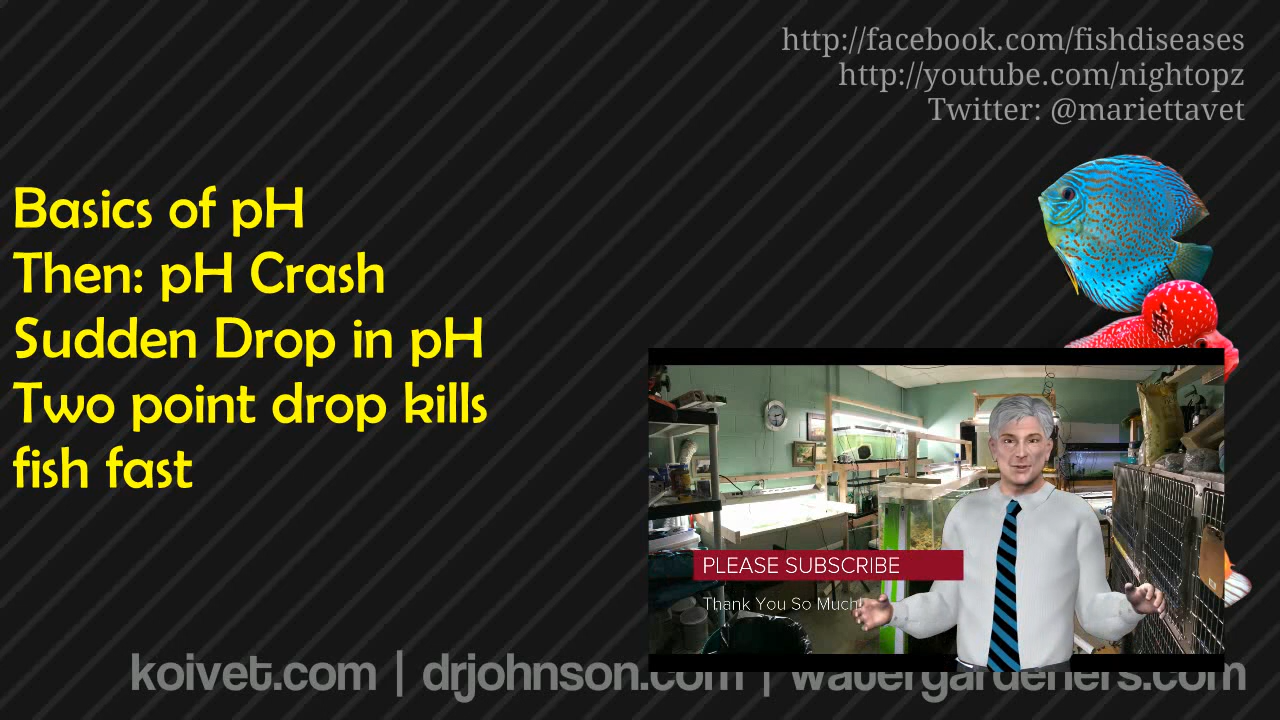 http://facebook.com/fishdiseases
http://youtube.com/nightopz
Twitter: @mariettavet
Basics of pH
Then: pH Crash
Sudden Drop in pH
Two point drop kills
fish fast
PLEASE SUBSCRIBE
Thank You So Much!
koivet.com | drjohnson.com | watergardeners.com